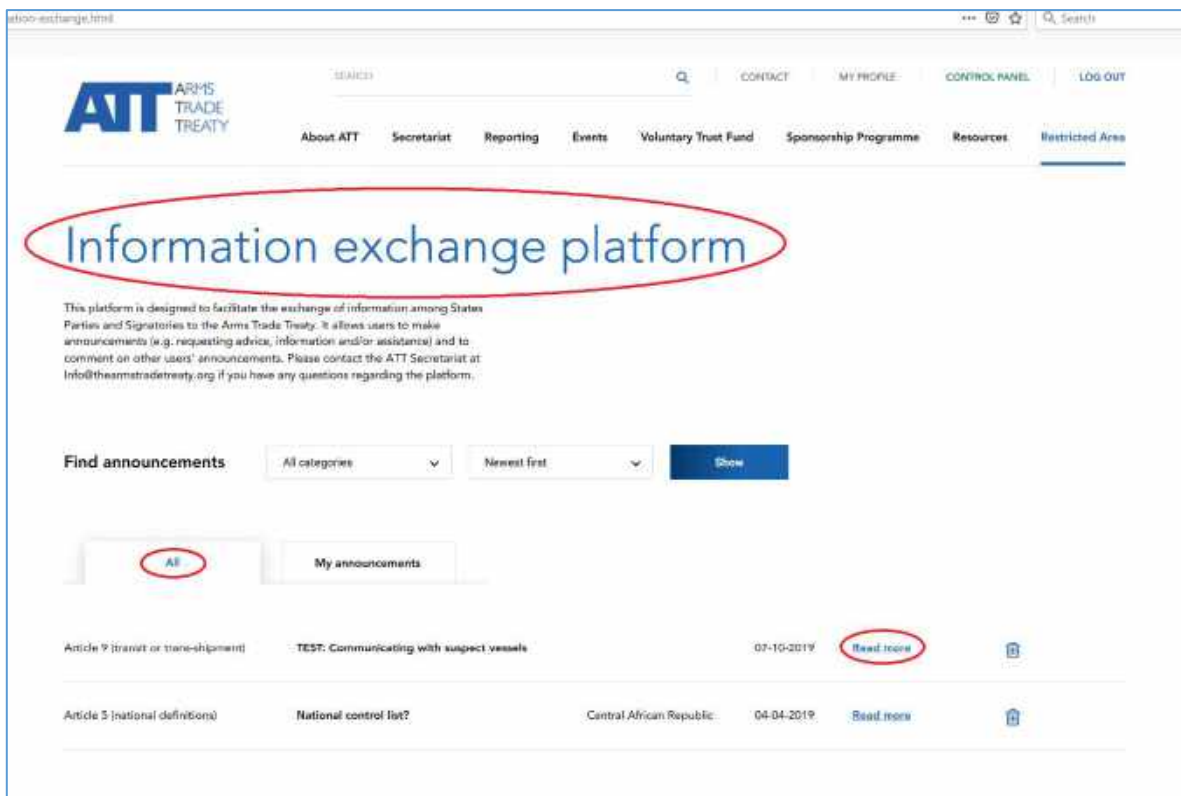 ation-exchange.html
Search
ARMS
TRADE
TREATY
ATT
SEARCH
CONTACT
MY PROFILE
CONTROL PANEL
LOG OUT
About ATT
Secretariat
Reporting
Events
Voluntary Trust Fund
Sponsorship Programme
Resources
Restricted Area
Information exchange platform
This platform is designed to facilitate the exchange of information among States
Parties and Signatories to the Arms Trade Treaty. It allows users to make
announcements (e.g. requesting advice, information and/or assistance) and to
comment on other users' announcements. Please contact the ATT Secretariat at
Info@thearmstradetreaty.org if you have any questions regarding the platform.
Find announcements
All categories
Newest first
Show
All
My announcements
Article 9 (transit or trans-shipment) TEST: Communicating with suspect vessels 07-10-2019 Read more
Article 5 (national definitions) National control list? Central African Republic 04-04-2019 Read more